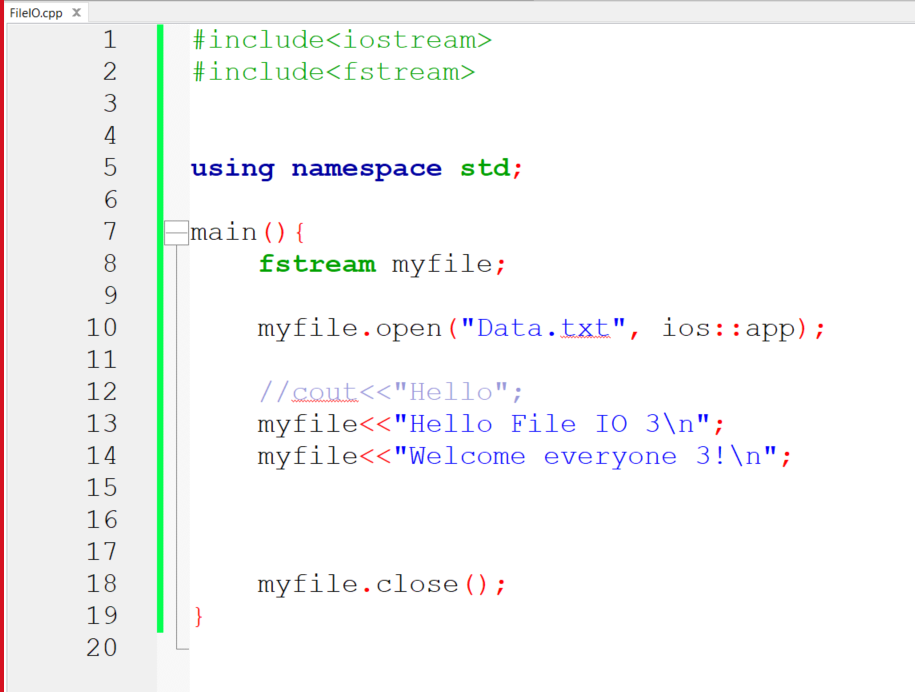 FileIO.cpp X
1 #include<iostream>
2 #include<fstream>
3
4
5 using namespace std;
6
7 main(){
8 fstream myfile;
9
10 myfile.open("Data.txt", ios::app);
11
12 //cout<<"Hello";
13 myfile<<"Hello File IO 3\n";
14 myfile<<"Welcome everyone 3!\n";
15
16
17
18 myfile.close();
19 }
20